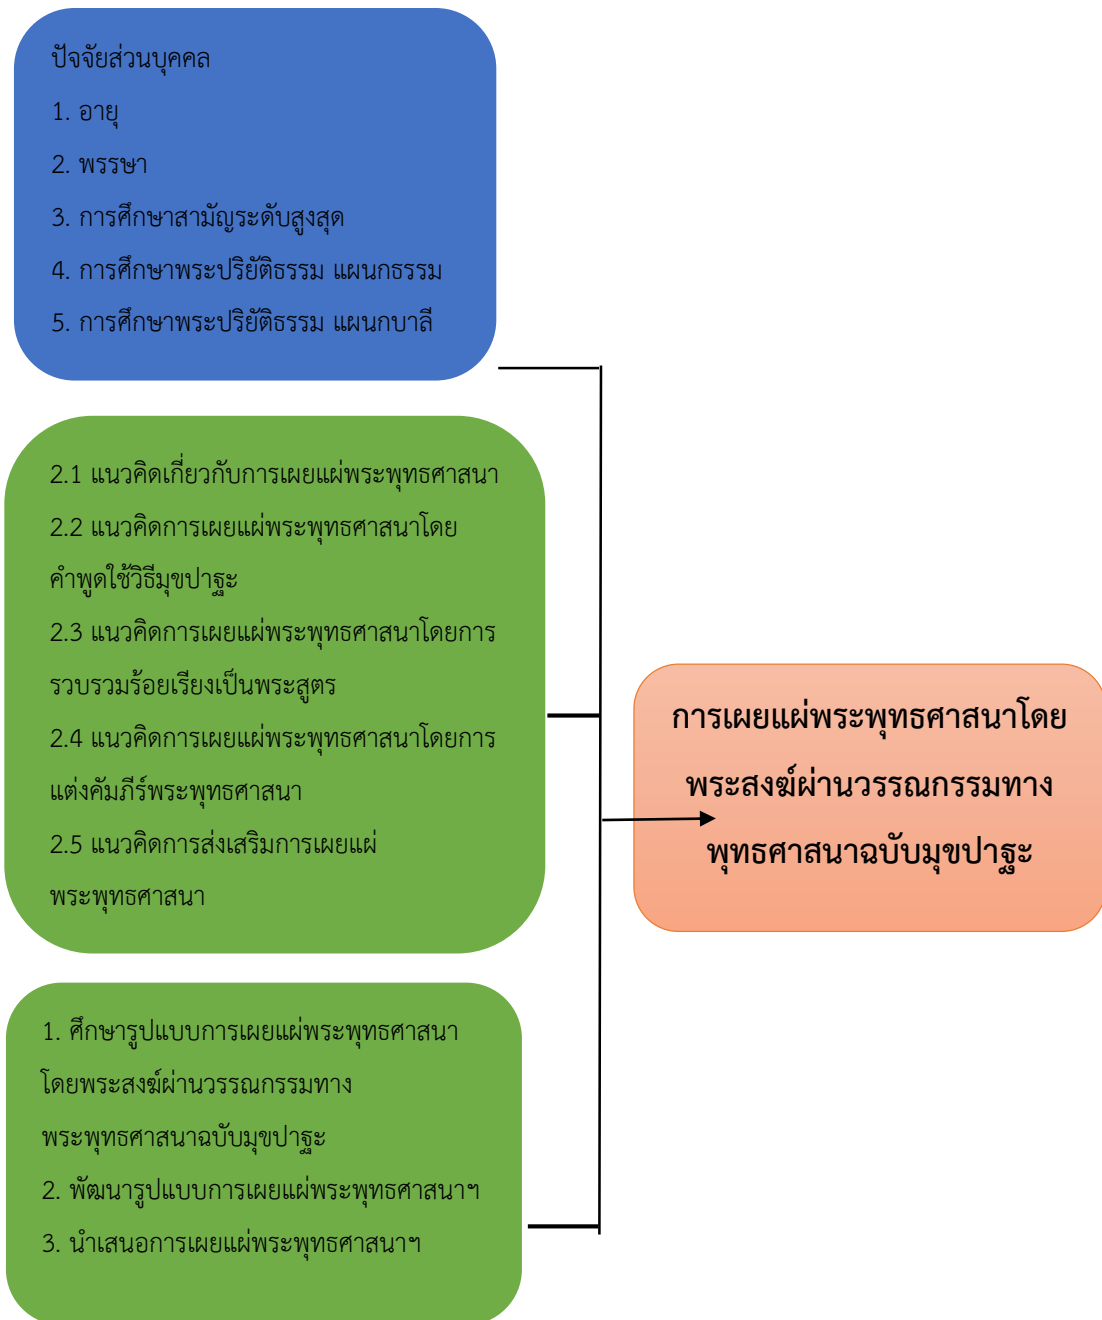 ปัจจัยส่วนบุคคล
1. อายุ
2. พรรษา
3. การศึกษาสามัญระดับสูงสุด
4. การศึกษาพระปริยัติธรรม แผนกธรรม
5. การศึกษาพระปริยัติธรรม แผนกบาลี
2.1 แนวคิดเกี่ยวกับการเผยแผ่พระพุทธศาสนา
2.2 แนวคิดการเผยแผ่พระพุทธศาสนาโดย
คำพูดใช้วิธีมุขปาฐะ
2.3 แนวคิดการเผยแผ่พระพุทธศาสนาโดยการ
รวบรวมร้อยเรียงเป็นพระสูตร
2.4 แนวคิดการเผยแผ่พระพุทธศาสนาโดยการ
แต่งคัมภีร์พระพุทธศาสนา
2.5 แนวคิดการส่งเสริมการเผยแผ่
พระพุทธศาสนา
1. ศึกษารูปแบบการเผยแผ่พระพุทธศาสนา
โดยพระสงฆ์ผ่านวรรณกรรมทาง
พระพุทธศาสนาฉบับมุขปาฐะ
2. พัฒนารูปแบบการเผยแผ่พระพุทธศาสนาฯ
3. นำเสนอการเผยแผ่พระพุทธศาสนาฯ
การเผยแผ่พระพุทธศาสนาโดย
พระสงฆ์ผ่านวรรณกรรมทาง
พุทธศาสนาฉบับมุขปาฐะ